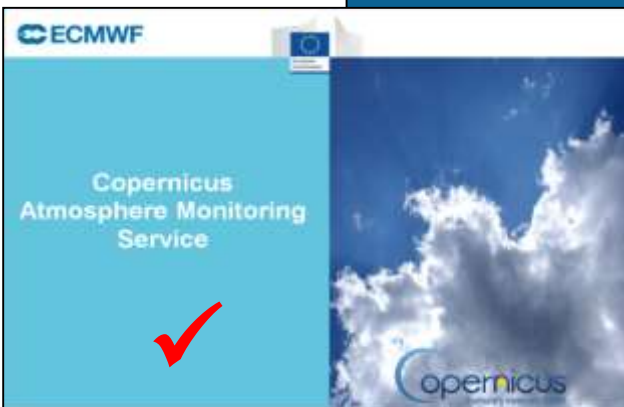 ECMWF
Copernicus
Atmosphere Monitoring
Service
opernicus